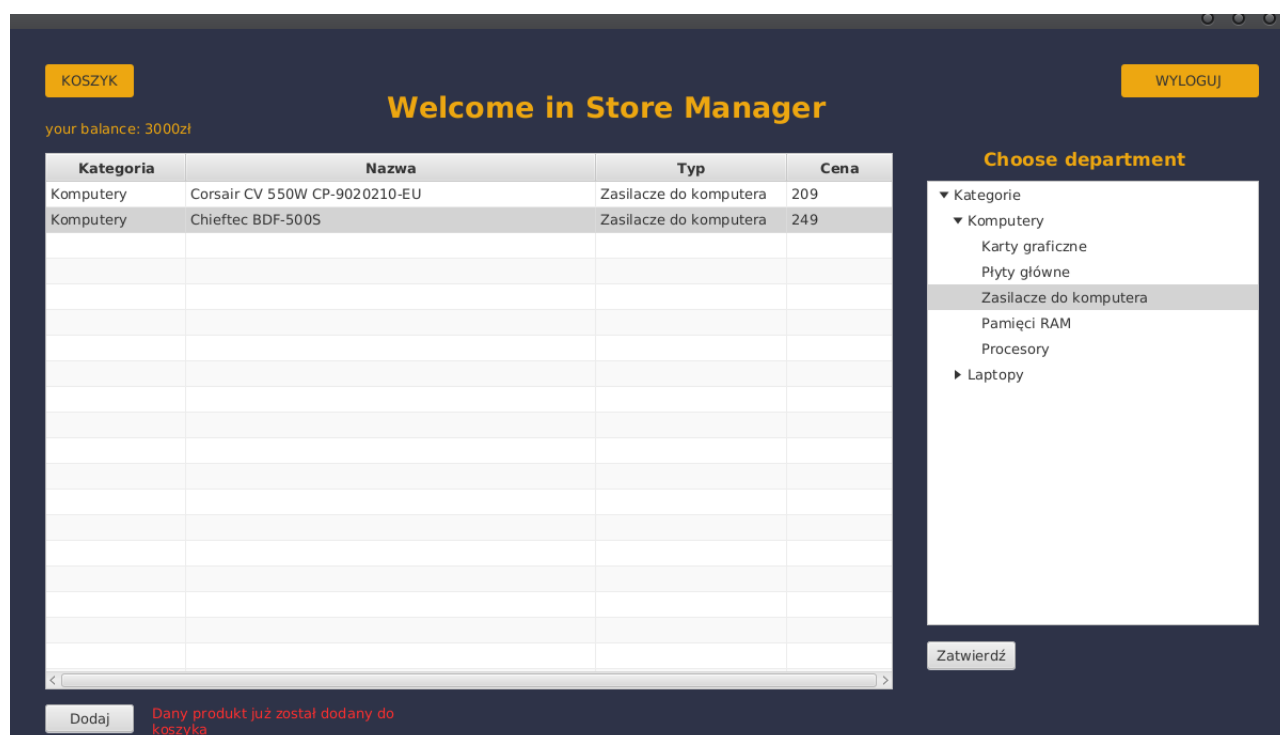 KOSZYK
WYLOGUJ
Welcome in Store Manager
your balance: 3000zł
Choose department
Kategoria Nazwa Typ Cena
Komputery Corsair CV 550W CP-9020210-EU Zasilacze do komputera 209
Komputery Chieftec BDF-500S Zasilacze do komputera 249
Kategorie
Komputery
Karty graficzne
Płyty główne
Zasilacze do komputera
Pamięci RAM
Procesory
Laptopy
Zatwierdź
Dodaj
Dany produkt już został dodany do
koszyka